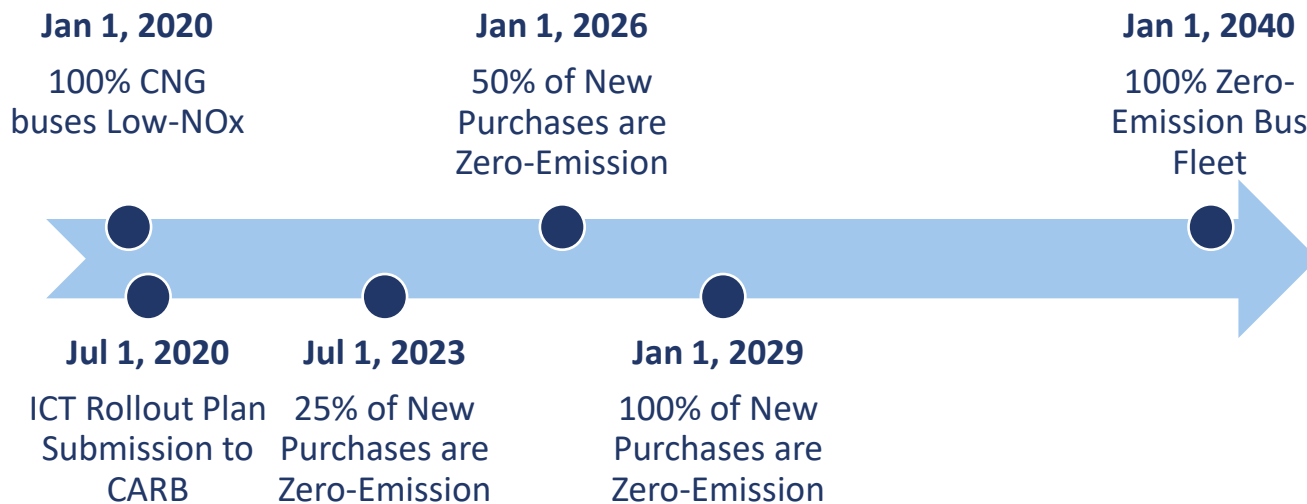 Jan 1, 2020
100% CNG
buses Low-NOx
Jan 1, 2026
50% of New
Purchases are
Zero-Emission
Jan 1, 2040
100% Zero-
Emission Bus
Fleet
Jul 1, 2020
ICT Rollout Plan
Submission to
CARB
Jul 1, 2023
25% of New
Purchases are
Zero-Emission
Jan 1, 2029
100% of New
Purchases are
Zero-Emission